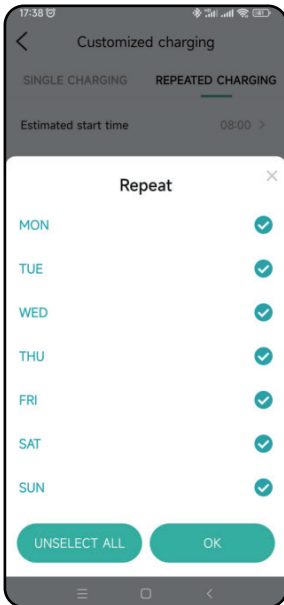 17:38
Customized charging
SINGLE CHARGING REPEATED CHARGING
Estimated start time 08:00 >
Repeat
MON
TUE
WED
THU
FRI
SAT
SUN
UNSELECT ALL OK